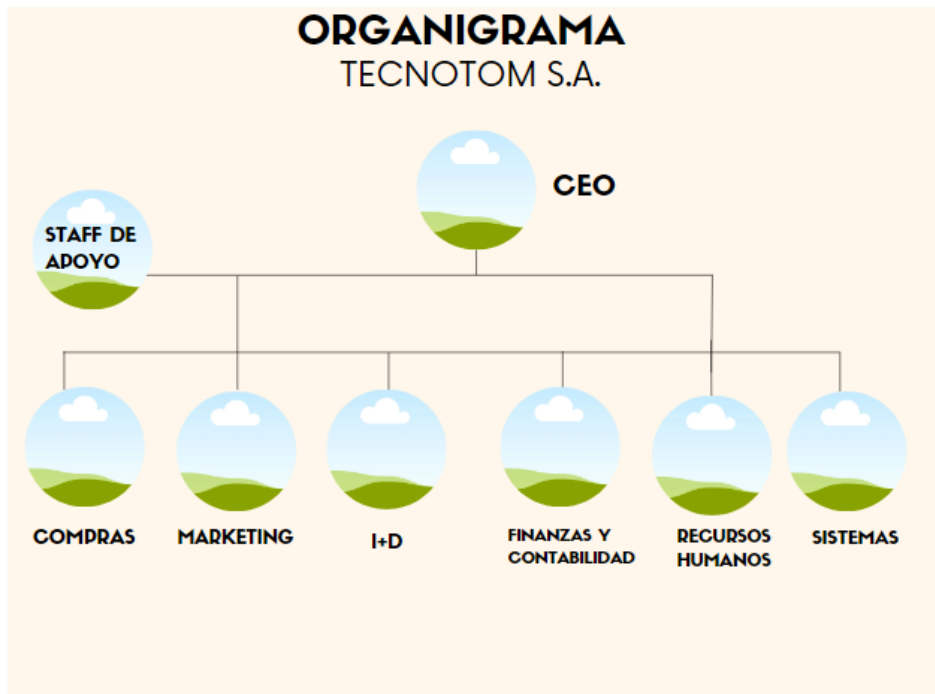 ORGANIGRAMA
TECNOTOM S.A.
CEO
STAFF DE
APOYO
COMPRAS
MARKETING
I+D
FINANZAS Y
CONTABILIDAD
RECURSOS
HUMANOS
SISTEMAS